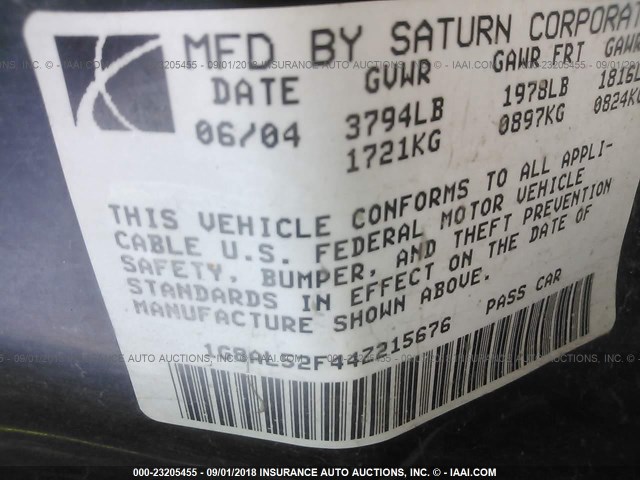 MFD BY SATURN CORPORAT
DATE GVWR GAWR FRT GAWR
06/04 3794LB 1978LB 1816L
1721KG 0897KG 0824KG
THIS VEHICLE CONFORMS TO ALL APPLI-
CABLE U.S. FEDERAL MOTOR VEHICLE
SAFETY, BUMPER, AND THEFT PREVENTION
STANDARDS IN EFFECT ON THE DATE OF
MANUFACTURE SHOWN ABOVE.
1G8AL52F44Z215676 PASS CAR
000-23205455 - 09/01/2018 INSURANCE AUTO AUCTIONS, INC. - © - IAAI.COM